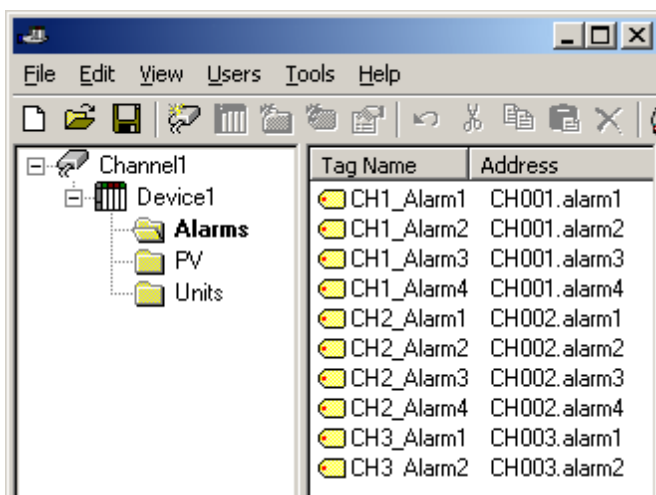 File Edit View Users Tools Help
Channel1
Device1
Alarms
PV
Units
Tag Name Address
CH1_Alarm1 CH001.alarm1
CH1_Alarm2 CH001.alarm2
CH1_Alarm3 CH001.alarm3
CH1_Alarm4 CH001.alarm4
CH2_Alarm1 CH002.alarm1
CH2_Alarm2 CH002.alarm2
CH2_Alarm3 CH002.alarm3
CH2_Alarm4 CH002.alarm4
CH3_Alarm1 CH003.alarm1
CH3 Alarm2 CH003.alarm2